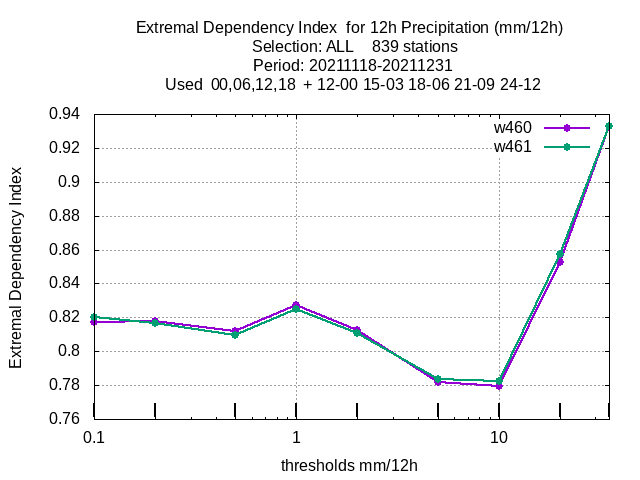 Extremal Dependency Index  for 12h Precipitation (mm/12h)
Selection: ALL    839 stations
Period: 20211118-20211231
Used  00,06,12,18  + 12-00 15-03 18-06 21-09 24-12
0.94
0.92
0.9
0.88
0.86
0.84
0.82
0.8
0.78
0.76
Extremal Dependency Index
w460
w461
0.1
1
10
thresholds mm/12h